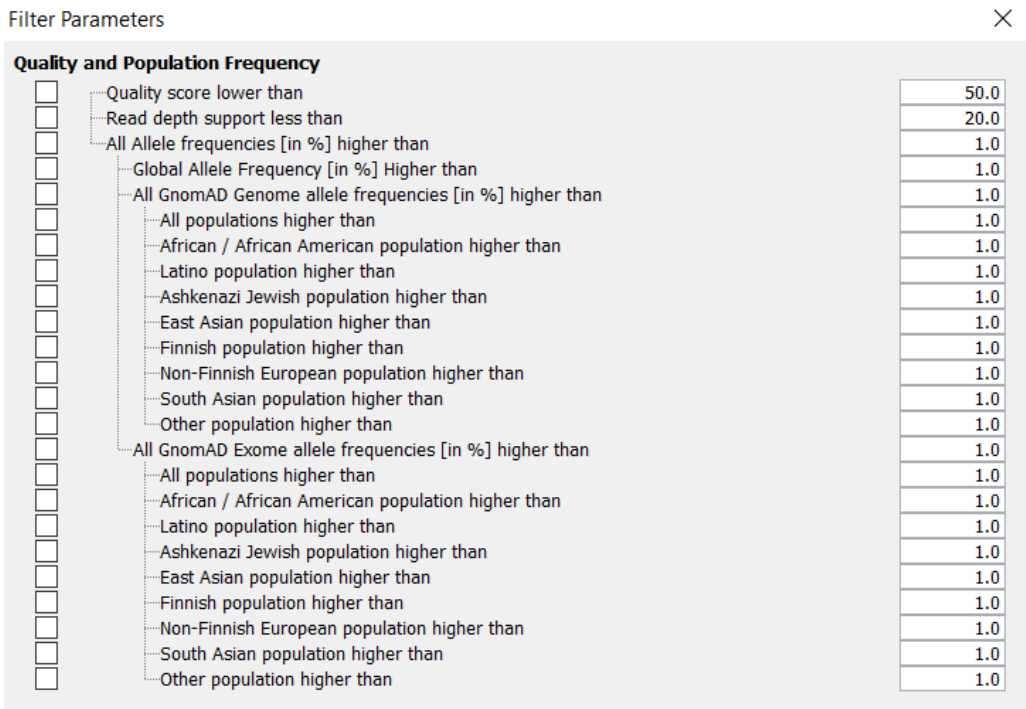 Filter Parameters
Quality and Population Frequency
Quality score lower than 50.0
Read depth support less than 20.0
All Allele frequencies [in %] higher than 1.0
Global Allele Frequency [in %] Higher than 1.0
All GnomAD Genome allele frequencies [in %] higher than 1.0
All populations higher than 1.0
African / African American population higher than 1.0
Latino population higher than 1.0
Ashkenazi Jewish population higher than 1.0
East Asian population higher than 1.0
Finnish population higher than 1.0
Non-Finnish European population higher than 1.0
South Asian population higher than 1.0
Other population higher than 1.0
All GnomAD Exome allele frequencies [in %] higher than 1.0
All populations higher than 1.0
African / African American population higher than 1.0
Latino population higher than 1.0
Ashkenazi Jewish population higher than 1.0
East Asian population higher than 1.0
Finnish population higher than 1.0
Non-Finnish European population higher than 1.0
South Asian population higher than 1.0
Other population higher than 1.0